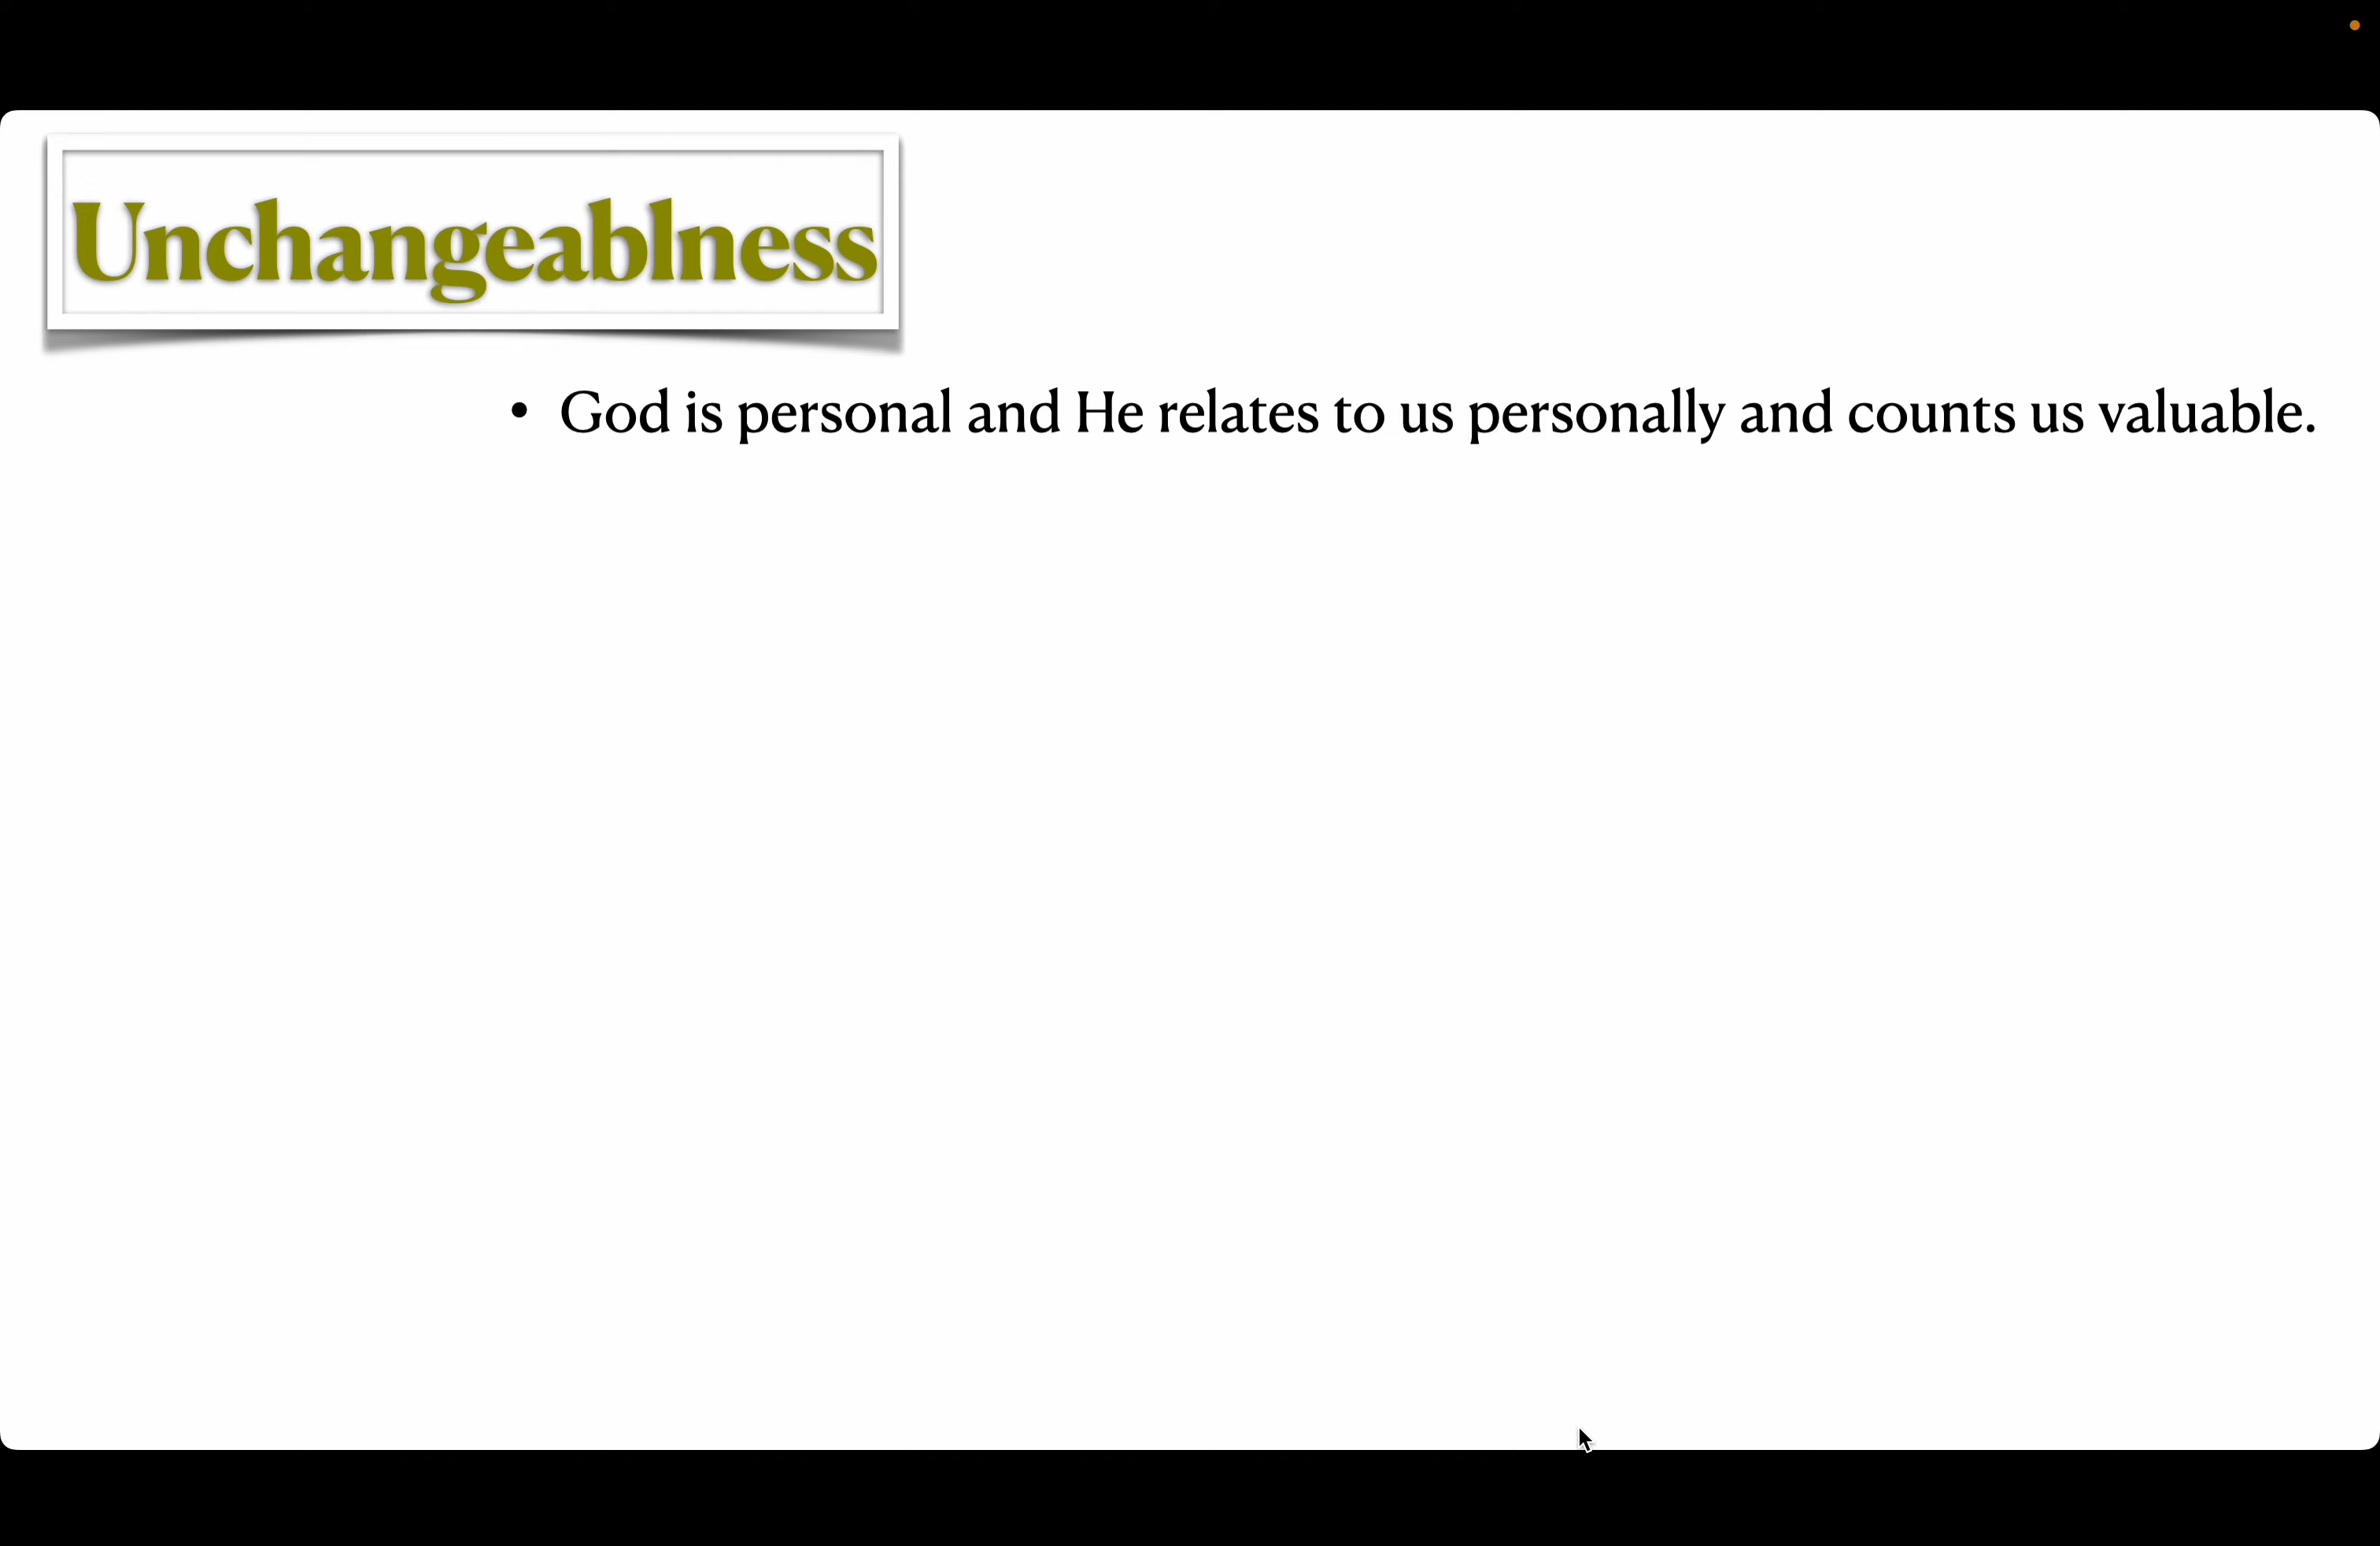 Unchangeablness
• God is personal and He relates to us personally and counts us valuable.